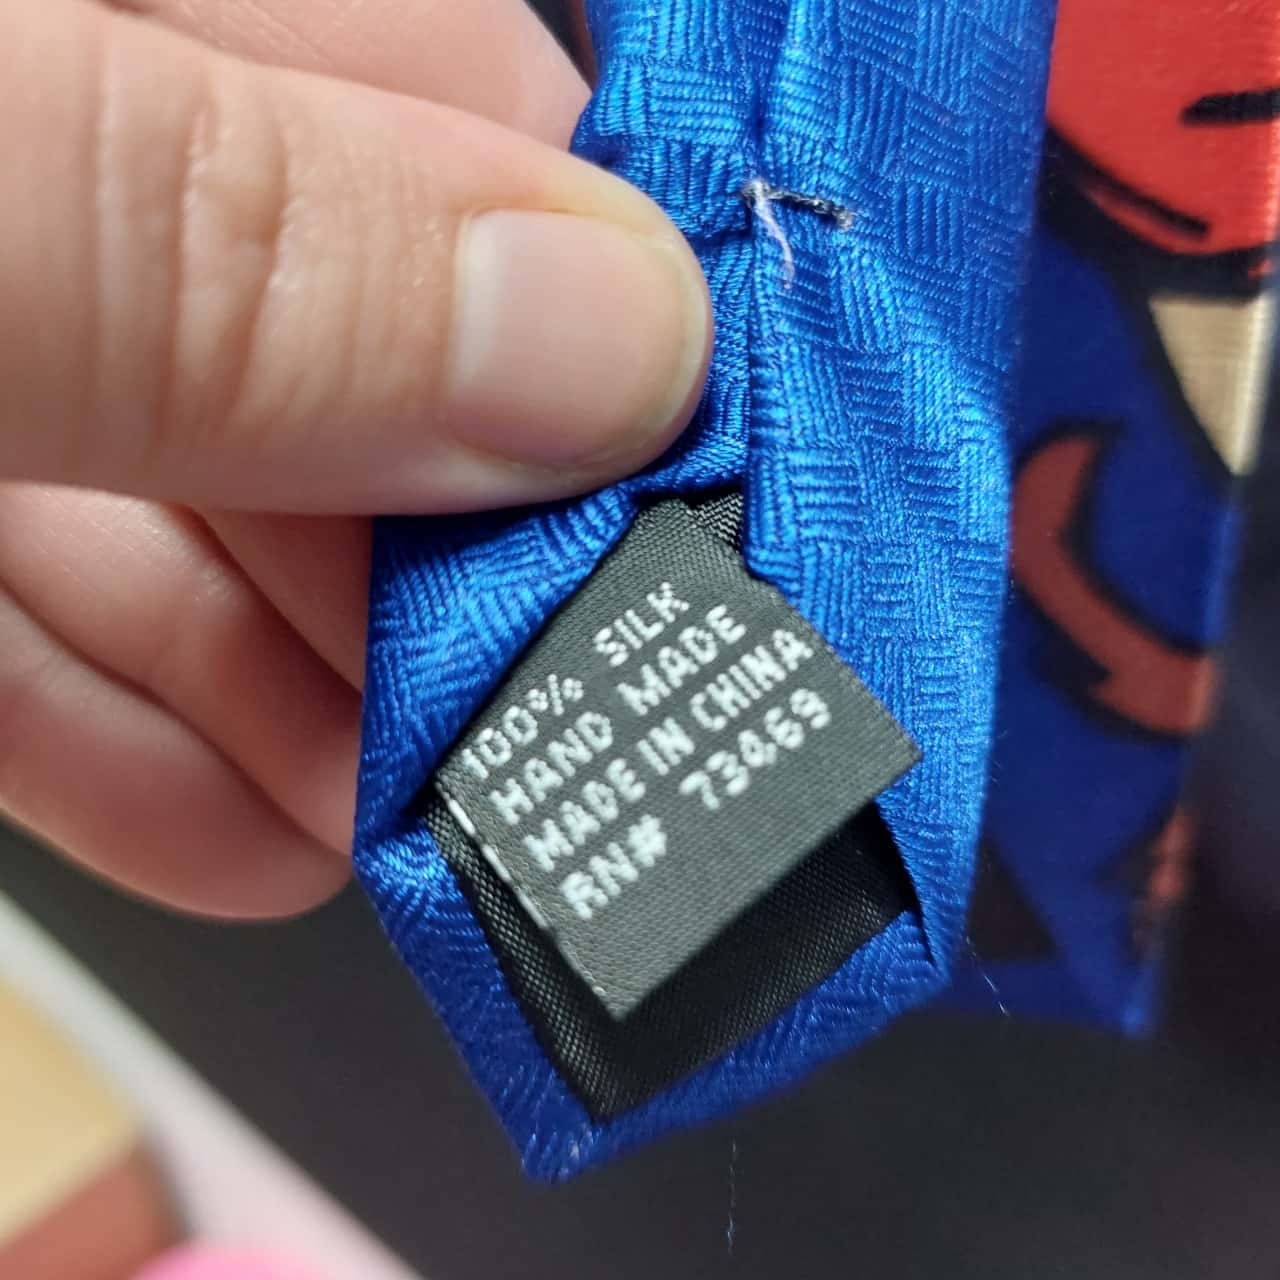 100% SILK
HAND MADE
MADE IN CHINA
RN# 73469